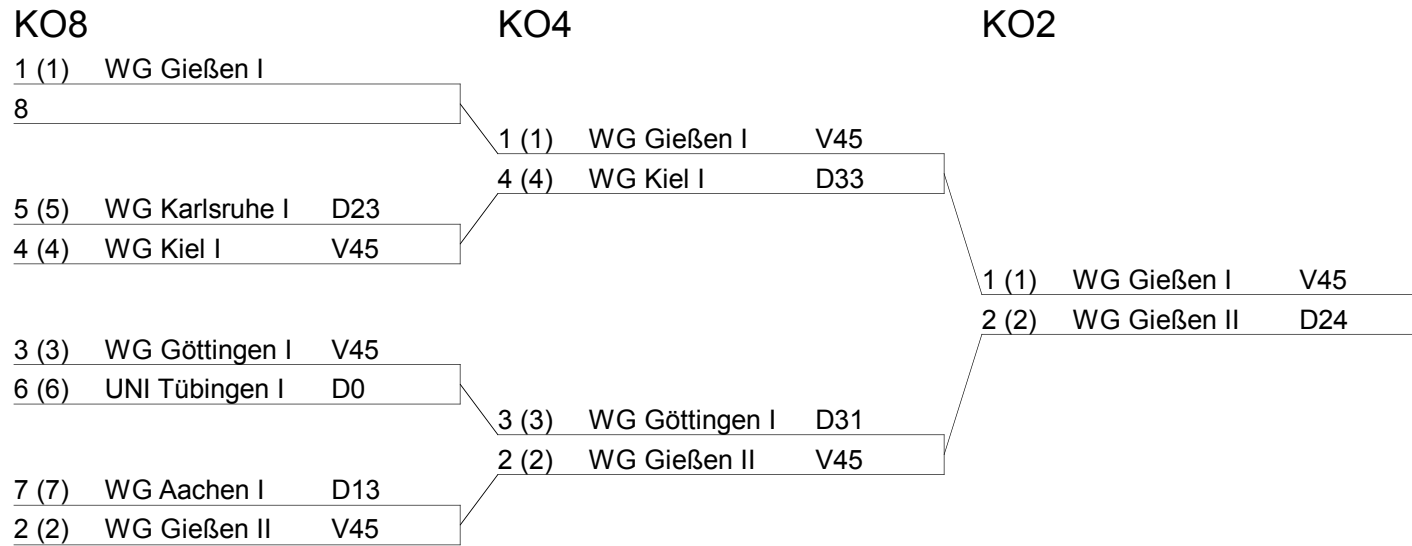 KO8 KO4 KO2
1 (1) WG Gießen I
8
1 (1) WG Gießen I V45
4 (4) WG Kiel I D33
5 (5) WG Karlsruhe I D23
4 (4) WG Kiel I V45
1 (1) WG Gießen I V45
2 (2) WG Gießen II D24
3 (3) WG Göttingen I V45
6 (6) UNI Tübingen I D0
3 (3) WG Göttingen I D31
2 (2) WG Gießen II V45
7 (7) WG Aachen I D13
2 (2) WG Gießen II V45